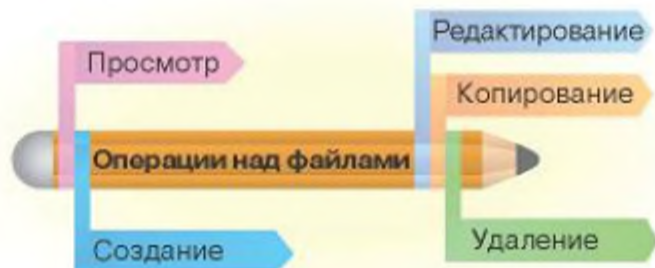 Редактирование
Просмотр
Копирование
Операции над файлами
Создание
Удаление